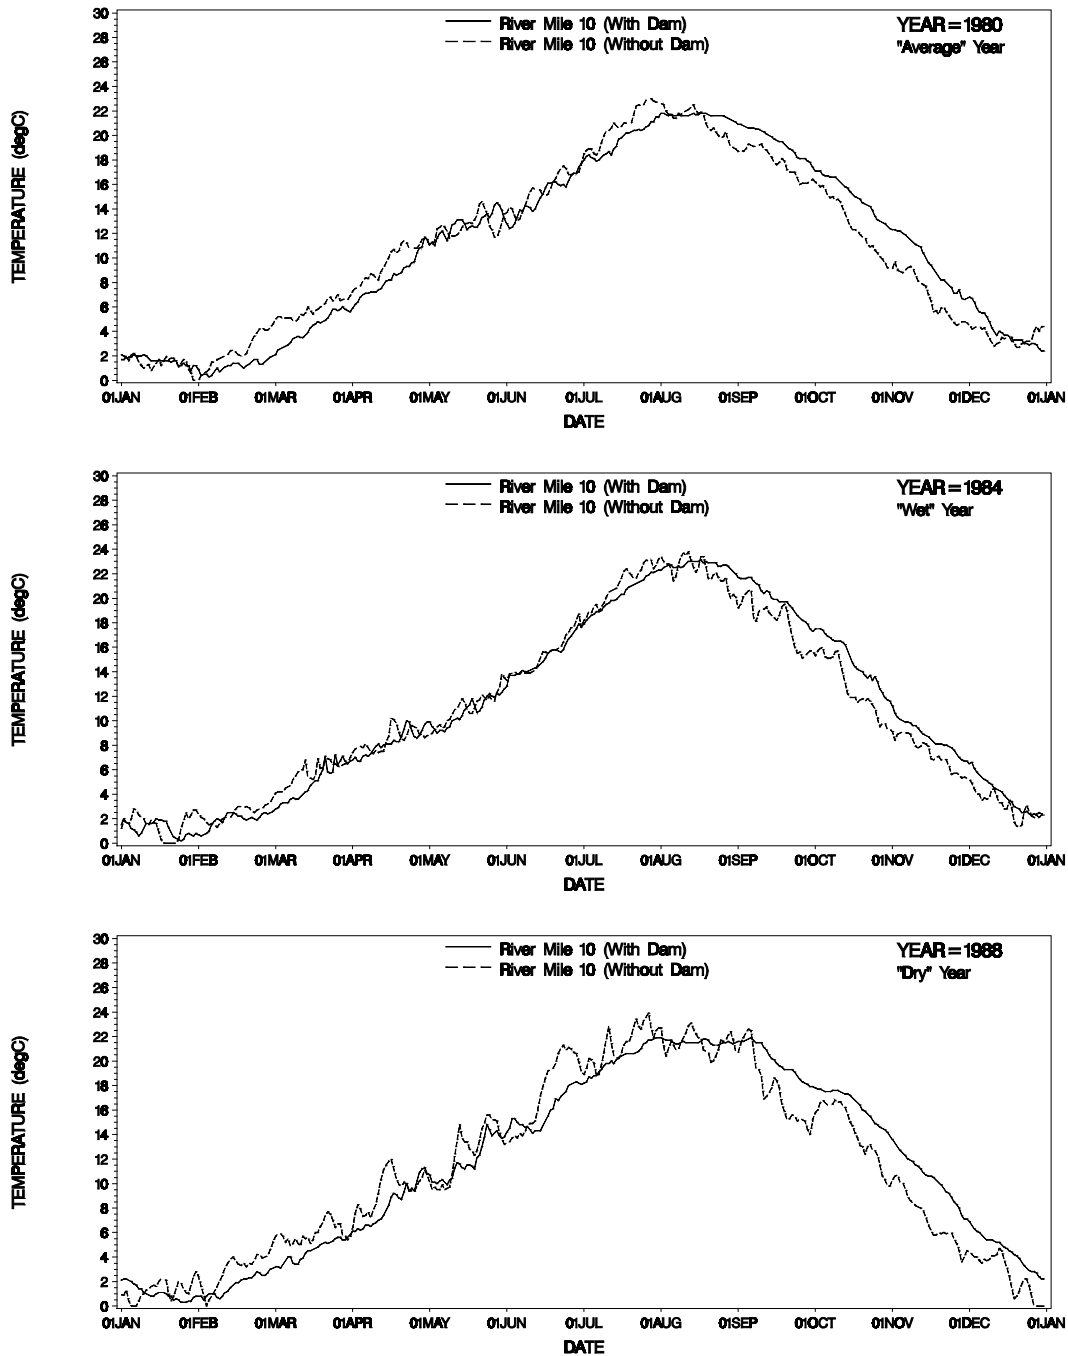 River Mile 10 (With Dam)
River Mile 10 (Without Dam)
YEAR=1980
"Average" Year
TEMPERATURE (degC)
30
28
26
24
22
20
18
16
14
12
10
8
6
4
2
0
01JAN 01FEB 01MAR 01APR 01MAY 01JUN 01JUL 01AUG 01SEP 01OCT 01NOV 01DEC 01JAN
DATE
River Mile 10 (With Dam)
River Mile 10 (Without Dam)
YEAR=1984
"Wet" Year
TEMPERATURE (degC)
30
28
26
24
22
20
18
16
14
12
10
8
6
4
2
0
01JAN 01FEB 01MAR 01APR 01MAY 01JUN 01JUL 01AUG 01SEP 01OCT 01NOV 01DEC 01JAN
DATE
River Mile 10 (With Dam)
River Mile 10 (Without Dam)
YEAR=1988
"Dry" Year
TEMPERATURE (degC)
30
28
26
24
22
20
18
16
14
12
10
8
6
4
2
0
01JAN 01FEB 01MAR 01APR 01MAY 01JUN 01JUL 01AUG 01SEP 01OCT 01NOV 01DEC 01JAN
DATE